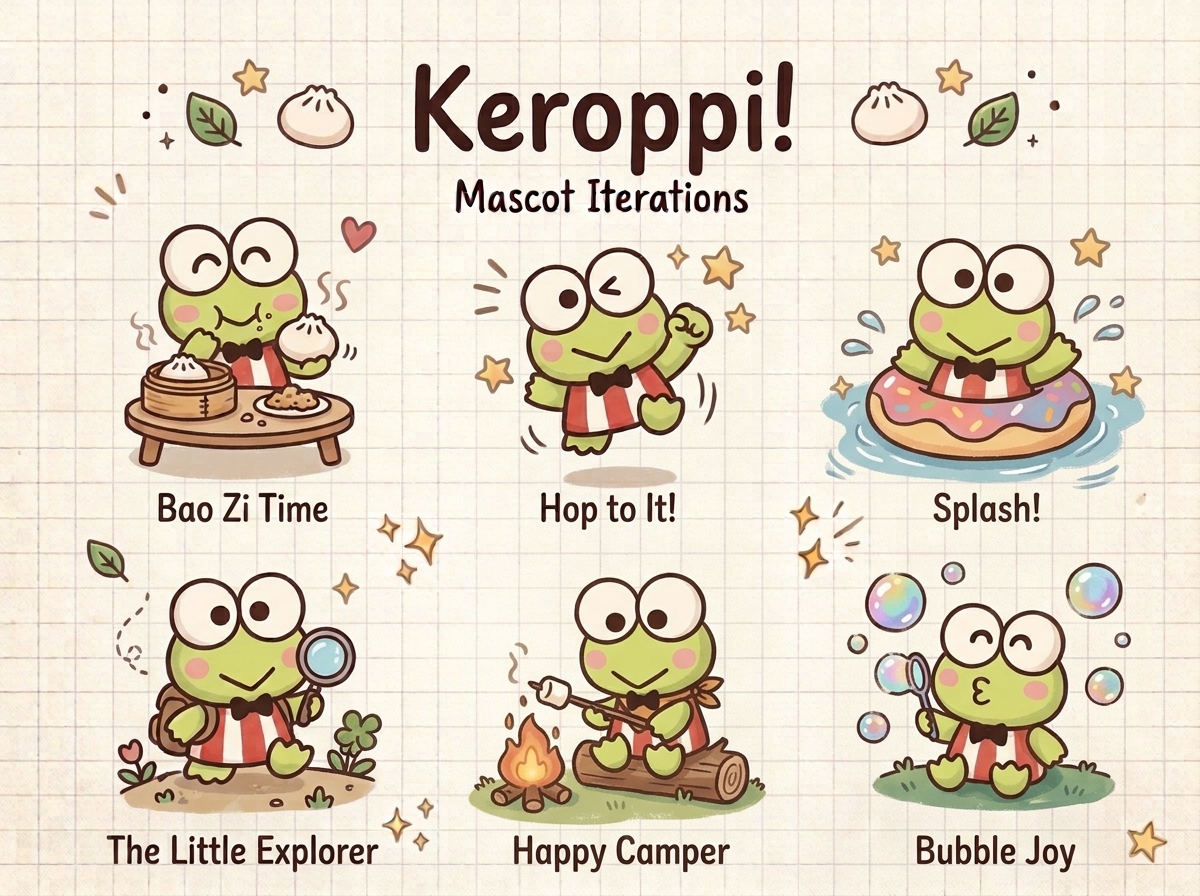 Keroppi!
Mascot Iterations
Bao Zi Time
Hop to It!
Splash!
The Little Explorer
Happy Camper
Bubble Joy